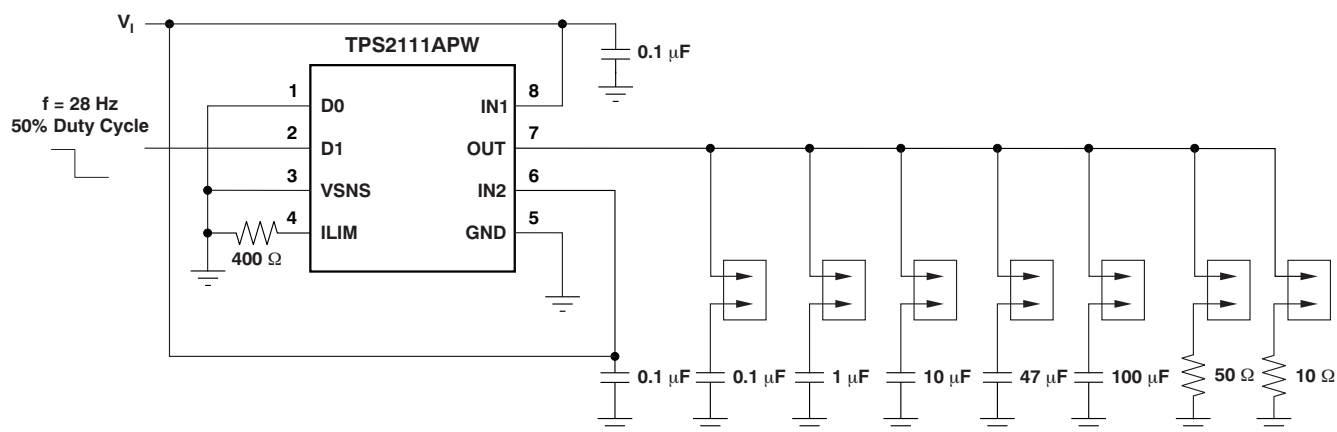 V_I
TPS2111APW
0.1 μF
f = 28 Hz
50% Duty Cycle
1 D0 IN1 8
2 D1 OUT 7
3 VSNS IN2 6
4 ILIM GND 5
400 Ω
0.1 μF 0.1 μF 1 μF 10 μF 47 μF 100 μF 50 Ω 10 Ω